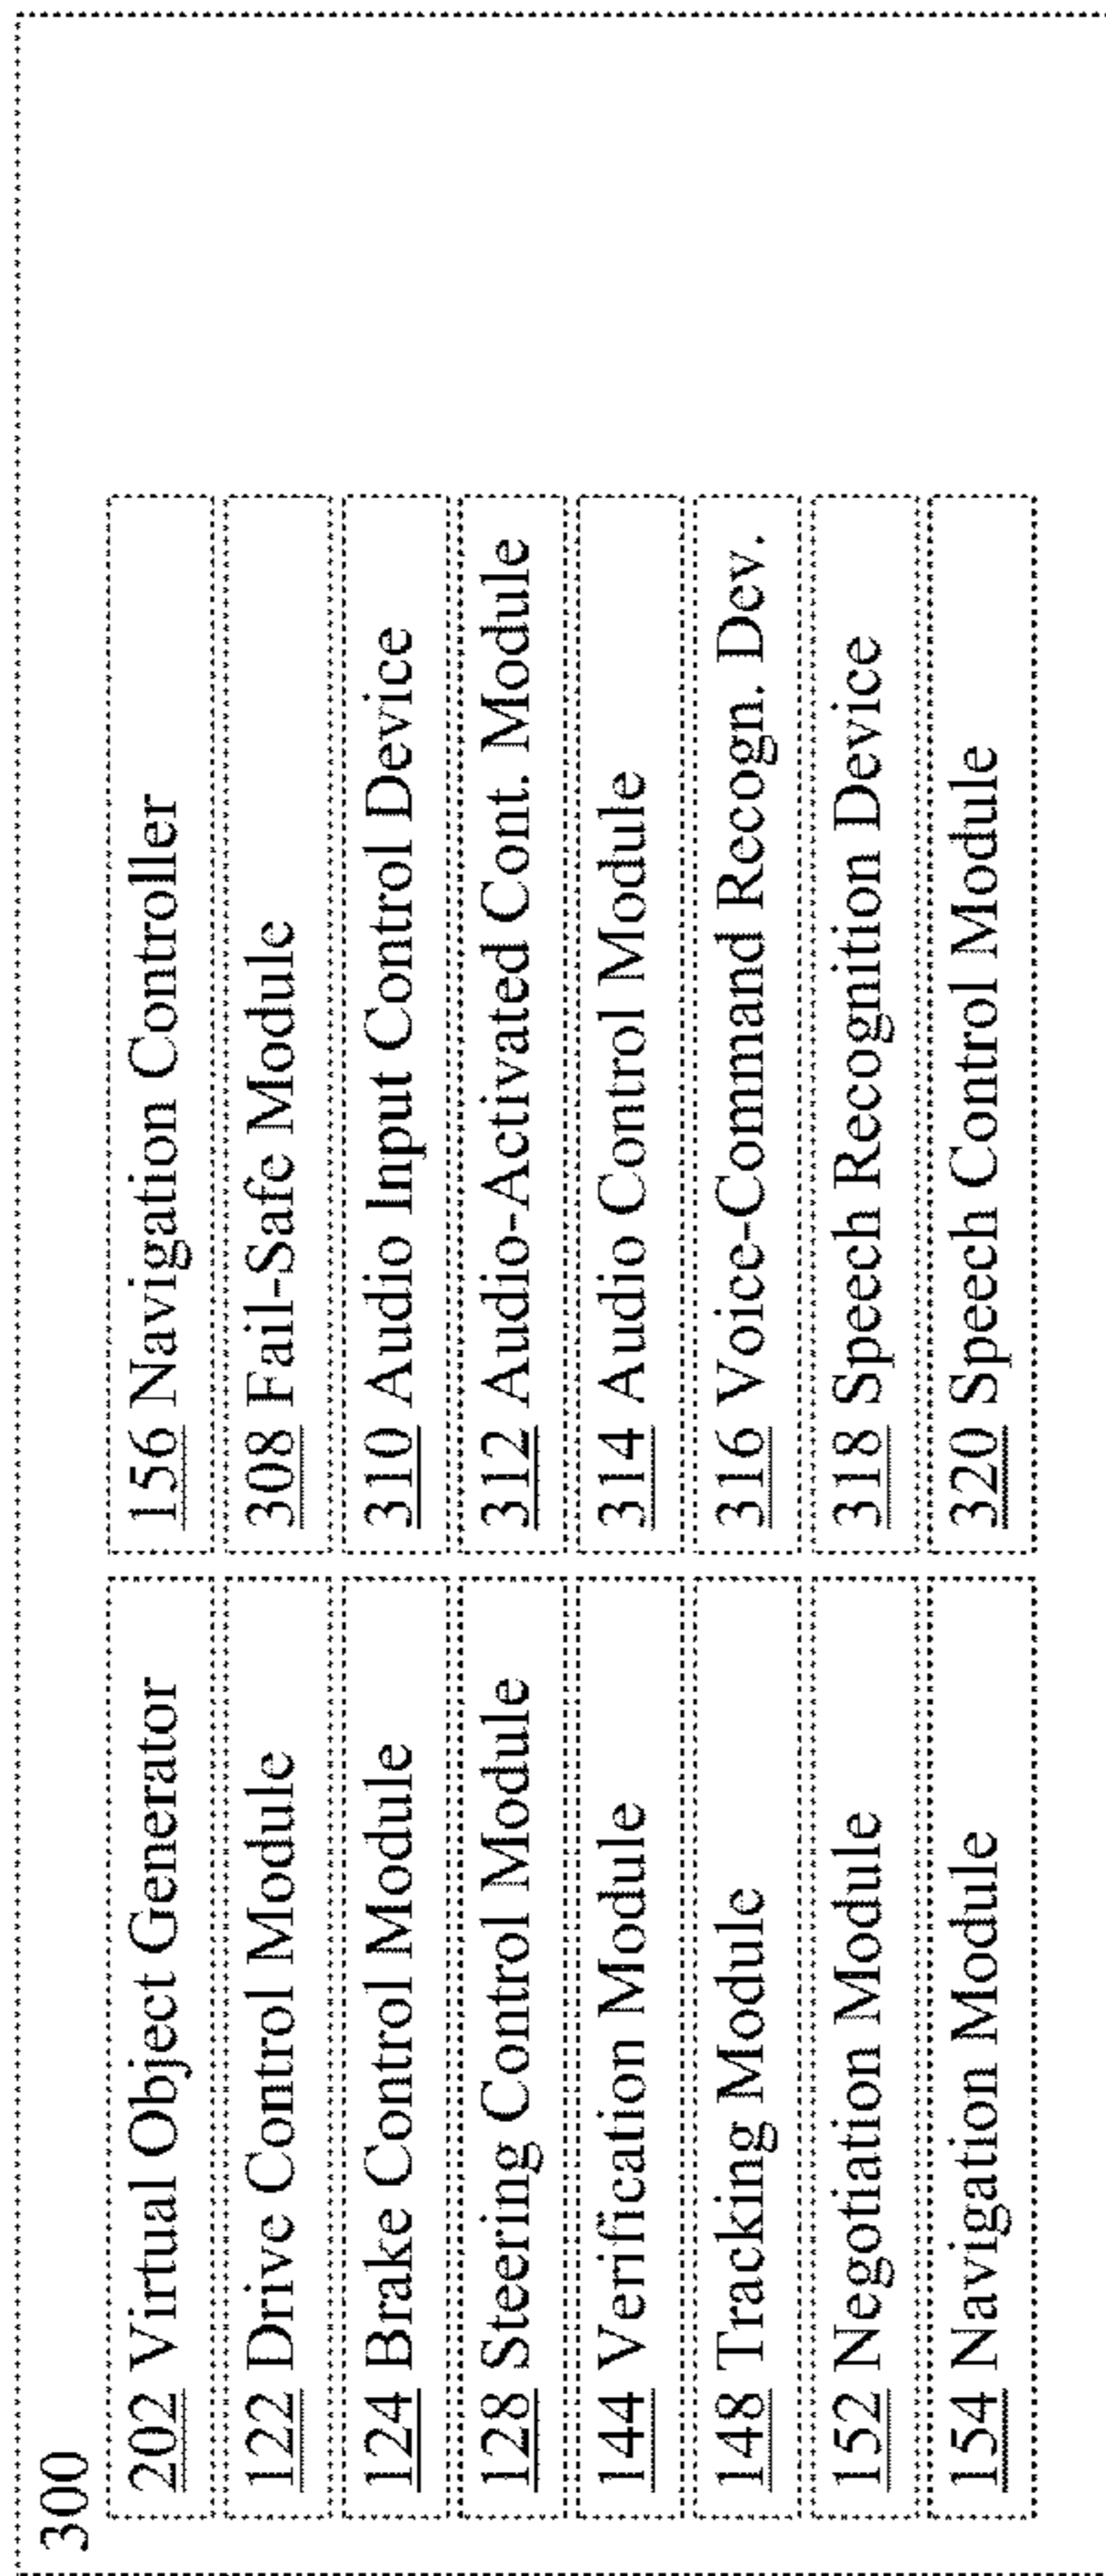 300
202 Virtual Object Generator
122 Drive Control Module
124 Brake Control Module
128 Steering Control Module
144 Verification Module
148 Tracking Module
152 Negotiation Module
154 Navigation Module
156 Navigation Controller
308 Fail-Safe Module
310 Audio Input Control Device
312 Audio-Activated Cont. Module
314 Audio Control Module
316 Voice-Command Recogn. Dev.
318 Speech Recognition Device
320 Speech Control Module